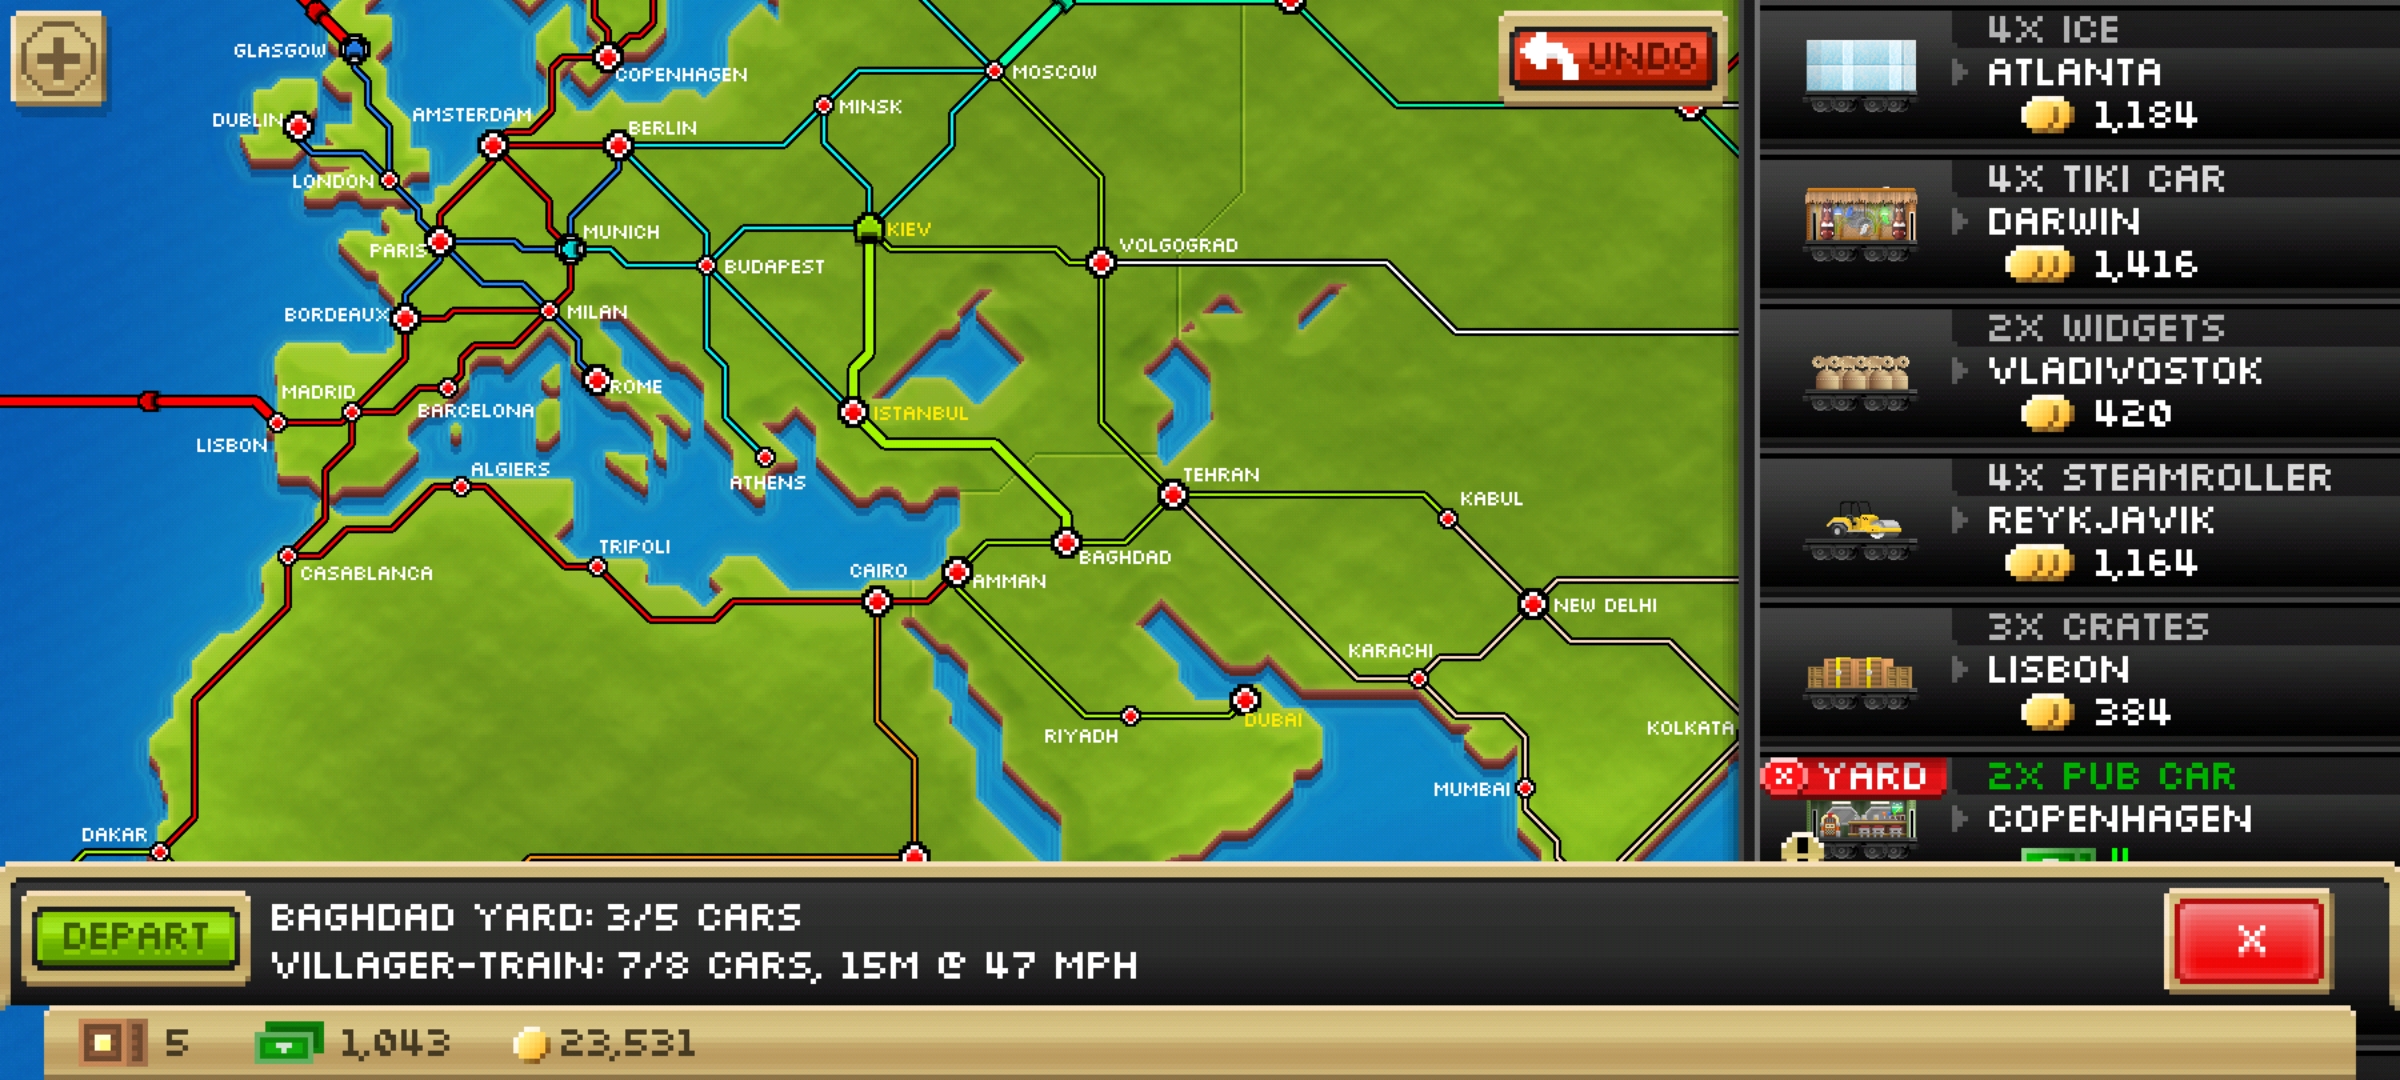 GLASGOW
COPENHAGEN
MOSCOW
UNDO
DUBLIN
AMSTERDAM
BERLIN
MINSK
LONDON
PARIS
MUNICH
BUDAPEST
KIEV
VOLGOGRAD
BORDEAUX
MILAN
MADRID
BARCELONA
ROME
ISTANBUL
LISBON
ALGIERS
ATHENS
TEHRAN
KABUL
CASABLANCA
TRIPOLI
CAIRO
AMMAN
BAGHDAD
NEW DELHI
KARACHI
RIYADH
DUBAI
KOLKATA
MUMBAI
DAKAR
4X ICE
ATLANTA
1,184
4X TIKI CAR
DARWIN
1,416
2X WIDGETS
VLADIVOSTOK
420
4X STEAMROLLER
REYKJAVIK
1,164
3X CRATES
LISBON
384
X YARD
2X PUB CAR
COPENHAGEN
DEPART
BAGHDAD YARD: 3/5 CARS
VILLAGER-TRAIN: 7/8 CARS, 15M @ 47 MPH
X
5
1,043
23,531